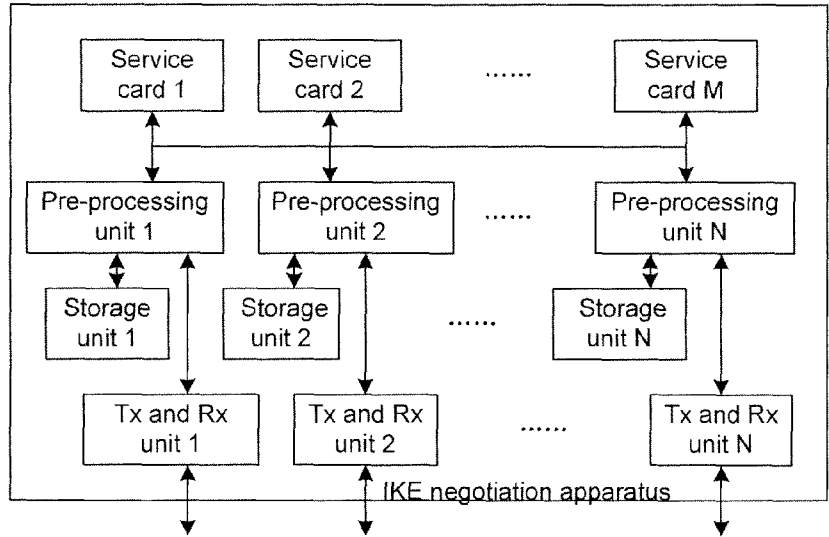 Service
card 1
Service
card 2
......
Service
card M
Pre-processing
unit 1
Pre-processing
unit 2
......
Pre-processing
unit N
Storage
unit 1
Storage
unit 2
......
Storage
unit N
Tx and Rx
unit 1
Tx and Rx
unit 2
......
Tx and Rx
unit N
IKE negotiation apparatus